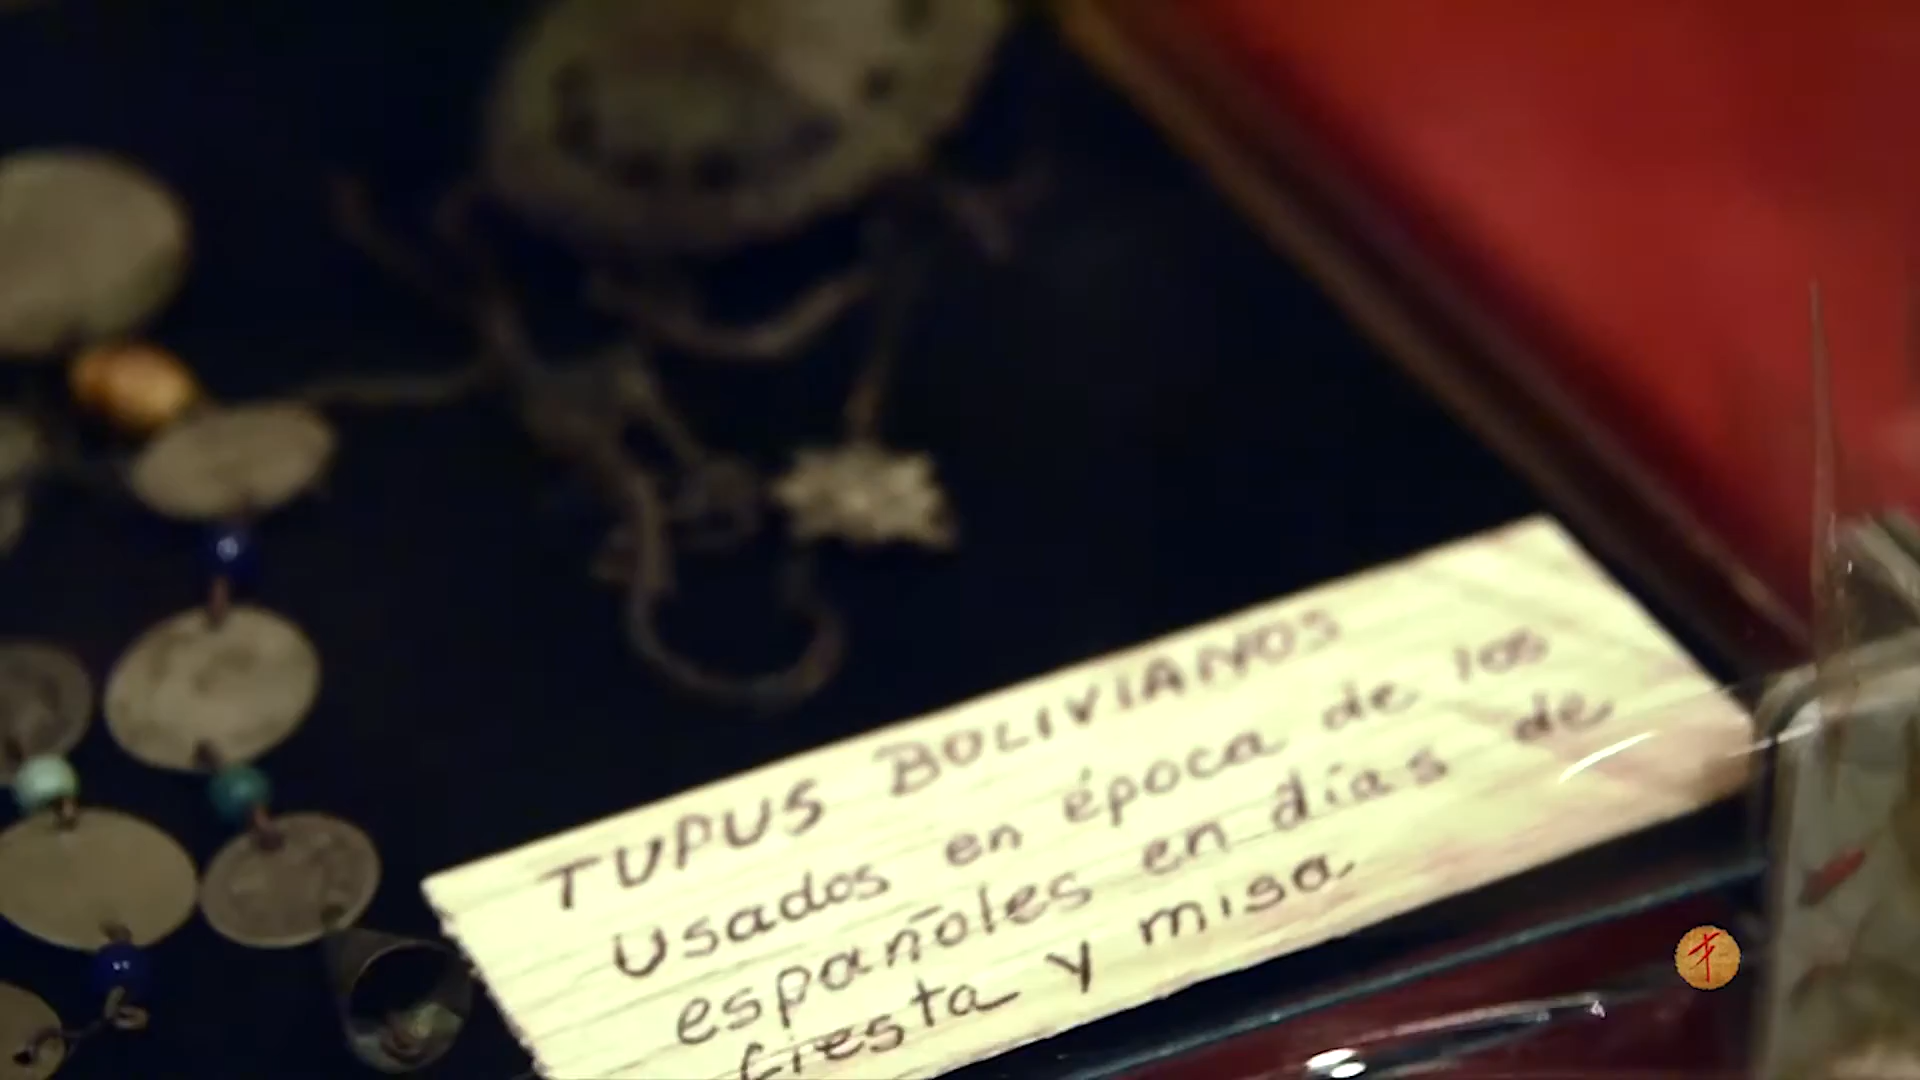 TUPUS BOLIVIANOS
Usados en época de los
españoles en días de
fiesta y misa.